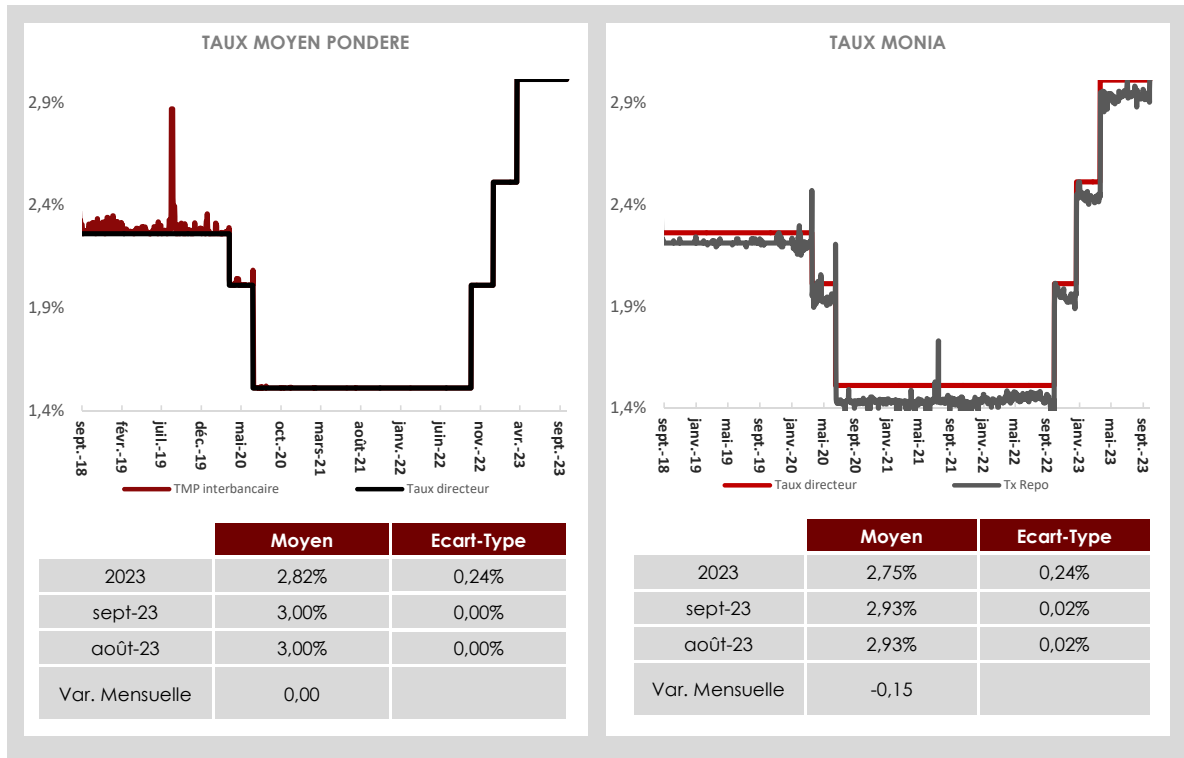 TAUX MOYEN PONDERE
2,9%
2,4%
1,9%
1,4%
sept.-18
févr.-19
juil.-19
déc.-19
mai-20
oct.-20
mars-21
août-21
janv.-22
juin-22
nov.-22
avr.-23
sept.-23
TMP interbancaire
Taux directeur
Moyen Ecart-Type
2023 2,82% 0,24%
sept-23 3,00% 0,00%
août-23 3,00% 0,00%
Var. Mensuelle 0,00
TAUX MONIA
2,9%
2,4%
1,9%
1,4%
sept.-18
janv.-19
mai-19
sept.-19
janv.-20
mai-20
sept.-20
janv.-21
mai-21
sept.-21
janv.-22
mai-22
sept.-22
janv.-23
mai-23
sept.-23
Taux directeur
Tx Repo
Moyen Ecart-Type
2023 2,75% 0,24%
sept-23 2,93% 0,02%
août-23 2,93% 0,02%
Var. Mensuelle -0,15